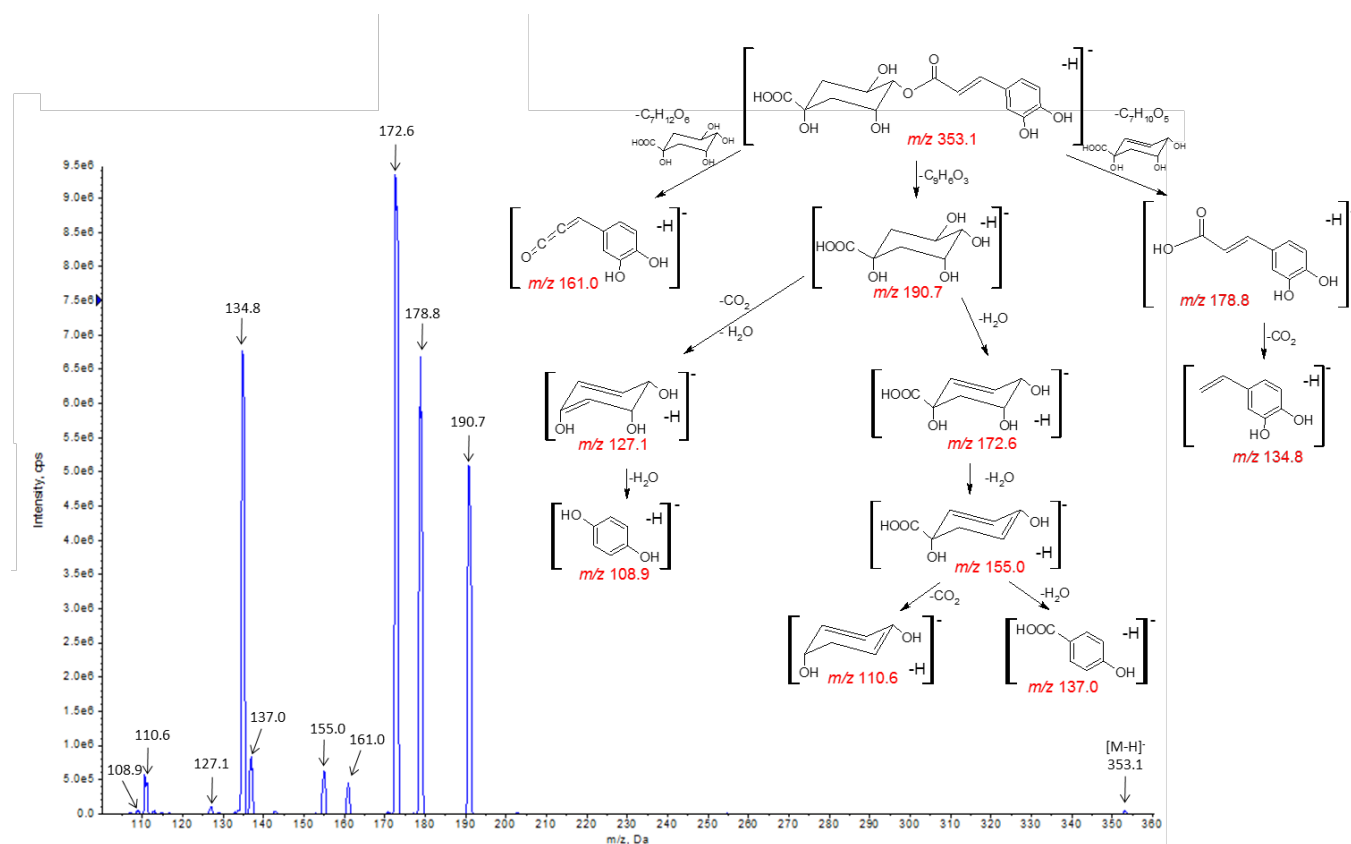 172.6
134.8
178.8
190.7
137.0
110.6
108.9
127.1
155.0
161.0
[M-H]-
353.1
Intensity, cps
9.5e6
9.0e6
8.5e6
8.0e6
7.5e6
7.0e6
6.5e6
6.0e6
5.5e6
5.0e6
4.5e6
4.0e6
3.5e6
3.0e6
2.5e6
2.0e6
1.5e6
1.0e6
5.0e5
0.0
110 120 130 140 150 160 170 180 190 200 210 220 230 240 250 260 270 280 290 300 310 320 330 340 350 360
m/z, Da
OH
O
HOOC
O
OH
OH
OH
HO
-H
-
m/z 353.1
-C7H12O6
OH
HOOC
OH
OH
OH
-C9H6O3
-C7H10O5
HOOC
OH
OH
OH
O
HO
OH
-H
-
m/z 161.0
OH
HOOC
OH
OH
OH
-H
-
m/z 190.7
O
HO
HO
OH
-H
-
m/z 178.8
-CO2
- H2O
-H2O
-CO2
OH
OH
OH
-H
-
m/z 127.1
HOOC
OH
OH
OH
-H
-
m/z 172.6
HO
OH
-H
-
m/z 134.8
-H2O
-H2O
HO
OH
-H
-
m/z 108.9
HOOC
OH
OH
-H
-
m/z 155.0
-CO2
-H2O
OH
OH
-H
-
m/z 110.6
HOOC
OH
-H
-
m/z 137.0